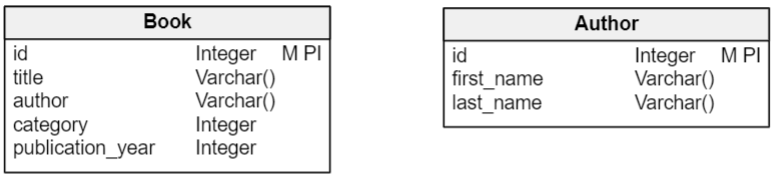 Book
id Integer M PI
title Varchar()
author Varchar()
category Integer
publication_year Integer
Author
id Integer M PI
first_name Varchar()
last_name Varchar()